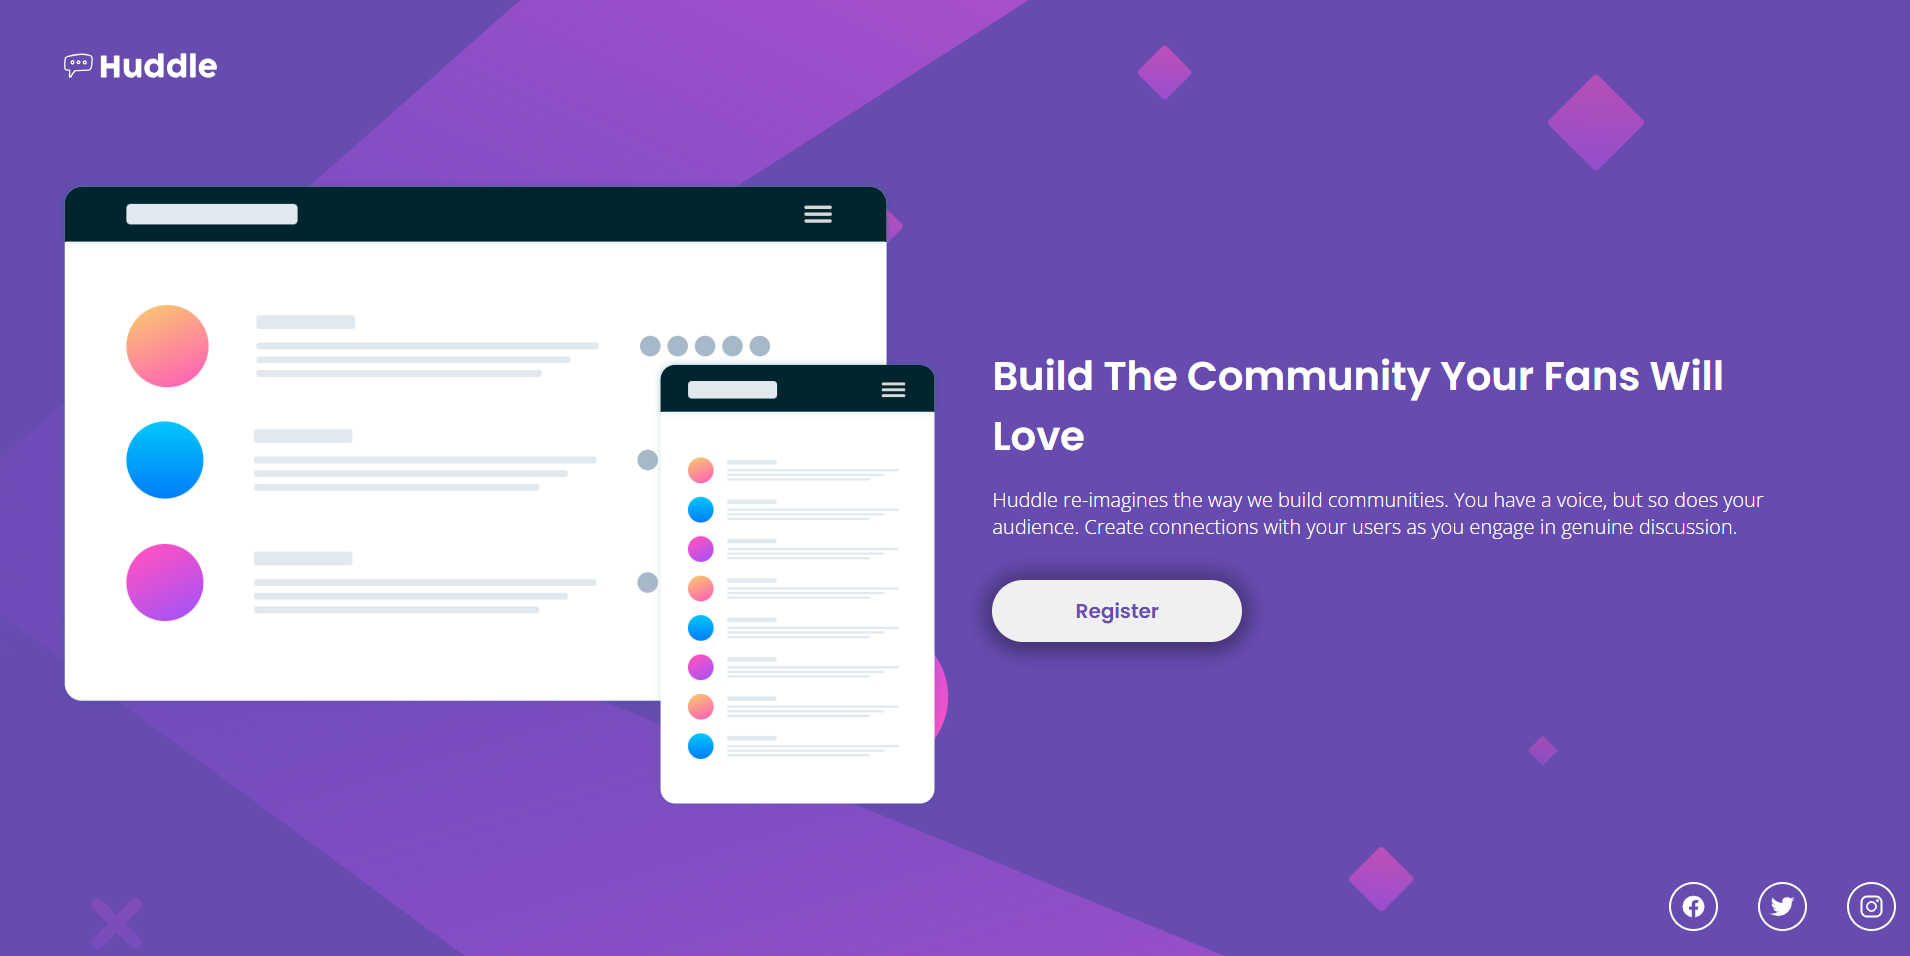 Huddle
Build The Community Your Fans Will
Love
Huddle re-imagines the way we build communities. You have a voice, but so does your
audience. Create connections with your users as you engage in genuine discussion.
Register